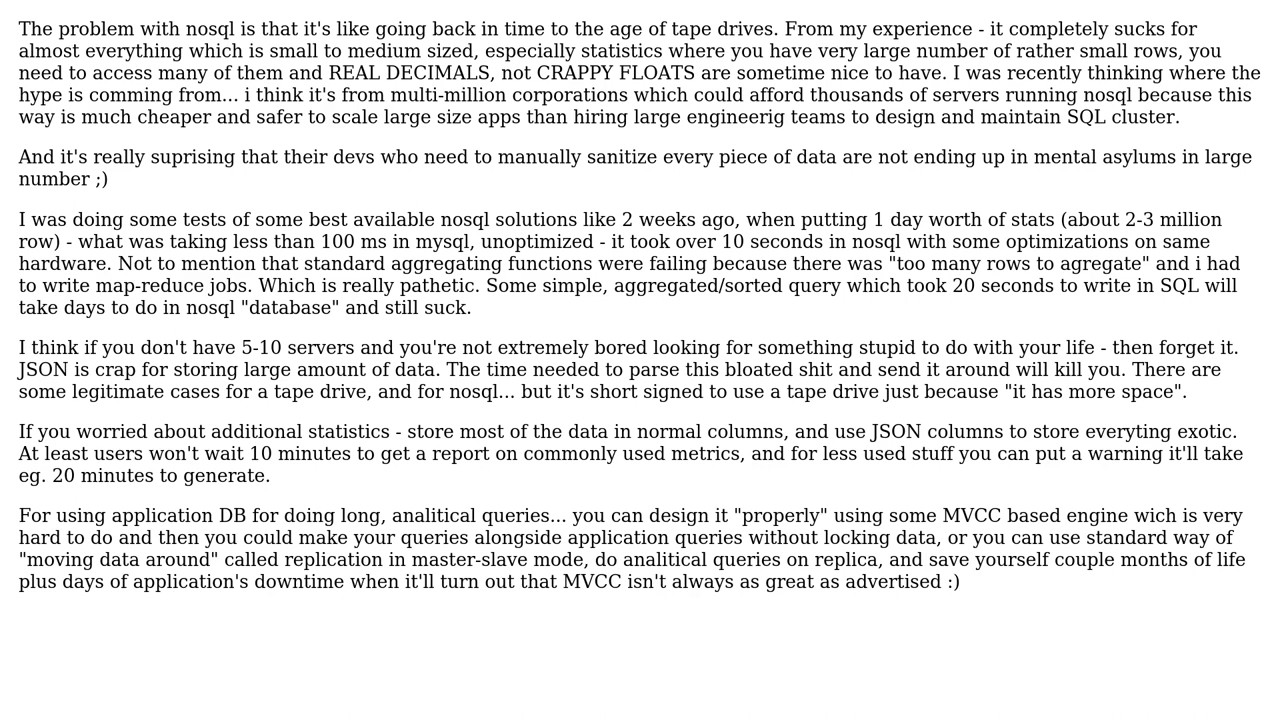 The problem with nosql is that it's like going back in time to the age of tape drives. From my experience - it completely sucks for
almost everything which is small to medium sized, especially statistics where you have very large number of rather small rows, you
need to access many of them and REAL DECIMALS, not CRAPPY FLOATS are sometime nice to have. I was recently thinking where the
hype is comming from... i think it's from multi-million corporations which could afford thousands of servers running nosql because this
way is much cheaper and safer to scale large size apps than hiring large engineerig teams to design and maintain SQL cluster.
And it's really suprising that their devs who need to manually sanitize every piece of data are not ending up in mental asylums in large
number ;)
I was doing some tests of some best available nosql solutions like 2 weeks ago, when putting 1 day worth of stats (about 2-3 million
row) - what was taking less than 100 ms in mysql, unoptimized - it took over 10 seconds in nosql with some optimizations on same
hardware. Not to mention that standard aggregating functions were failing because there was "too many rows to agregate" and i had
to write map-reduce jobs. Which is really pathetic. Some simple, aggregated/sorted query which took 20 seconds to write in SQL will
take days to do in nosql "database" and still suck.
I think if you don't have 5-10 servers and you're not extremely bored looking for something stupid to do with your life - then forget it.
JSON is crap for storing large amount of data. The time needed to parse this bloated shit and send it around will kill you. There are
some legitimate cases for a tape drive, and for nosql... but it's short signed to use a tape drive just because "it has more space".
If you worried about additional statistics - store most of the data in normal columns, and use JSON columns to store everyting exotic.
At least users won't wait 10 minutes to get a report on commonly used metrics, and for less used stuff you can put a warning it'll take
eg. 20 minutes to generate.
For using application DB for doing long, analitical queries... you can design it "properly" using some MVCC based engine wich is very
hard to do and then you could make your queries alongside application queries without locking data, or you can use standard way of
"moving data around" called replication in master-slave mode, do analitical queries on replica, and save yourself couple months of life
plus days of application's downtime when it'll turn out that MVCC isn't always as great as advertised :)